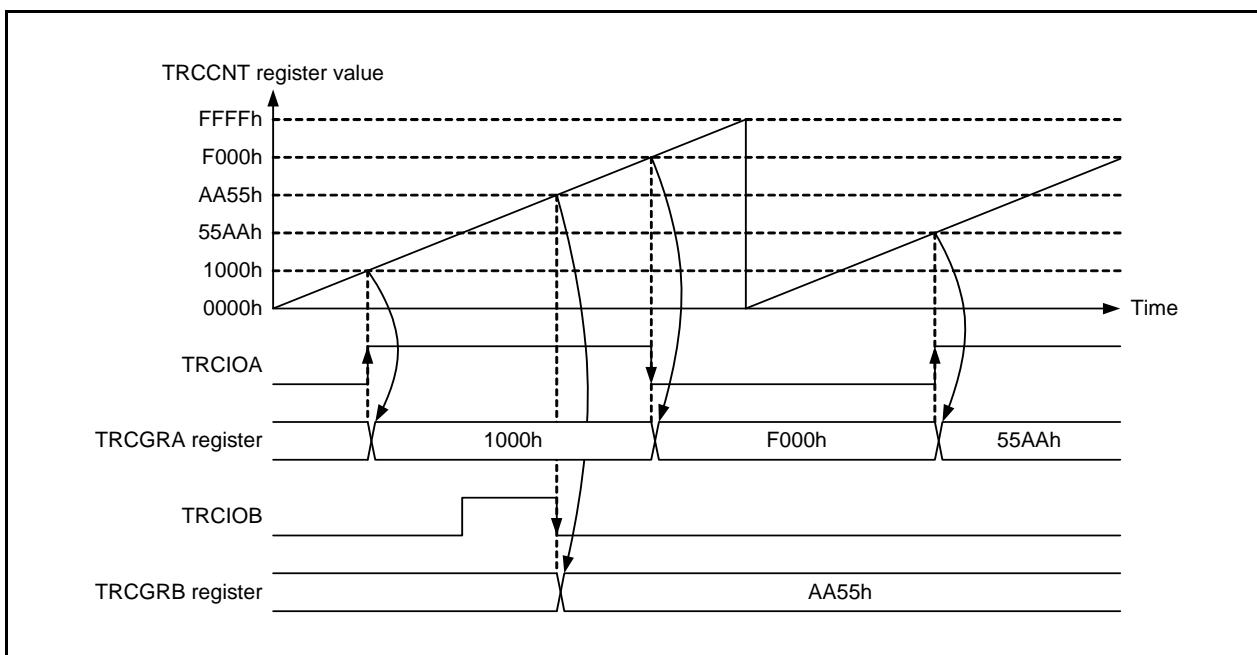 TRCCNT register value
FFFFh
F000h
AA55h
55AAh
1000h
0000h
Time
TRCIOA
TRCGRA register 1000h F000h 55AAh
TRCIOB
TRCGRB register AA55h